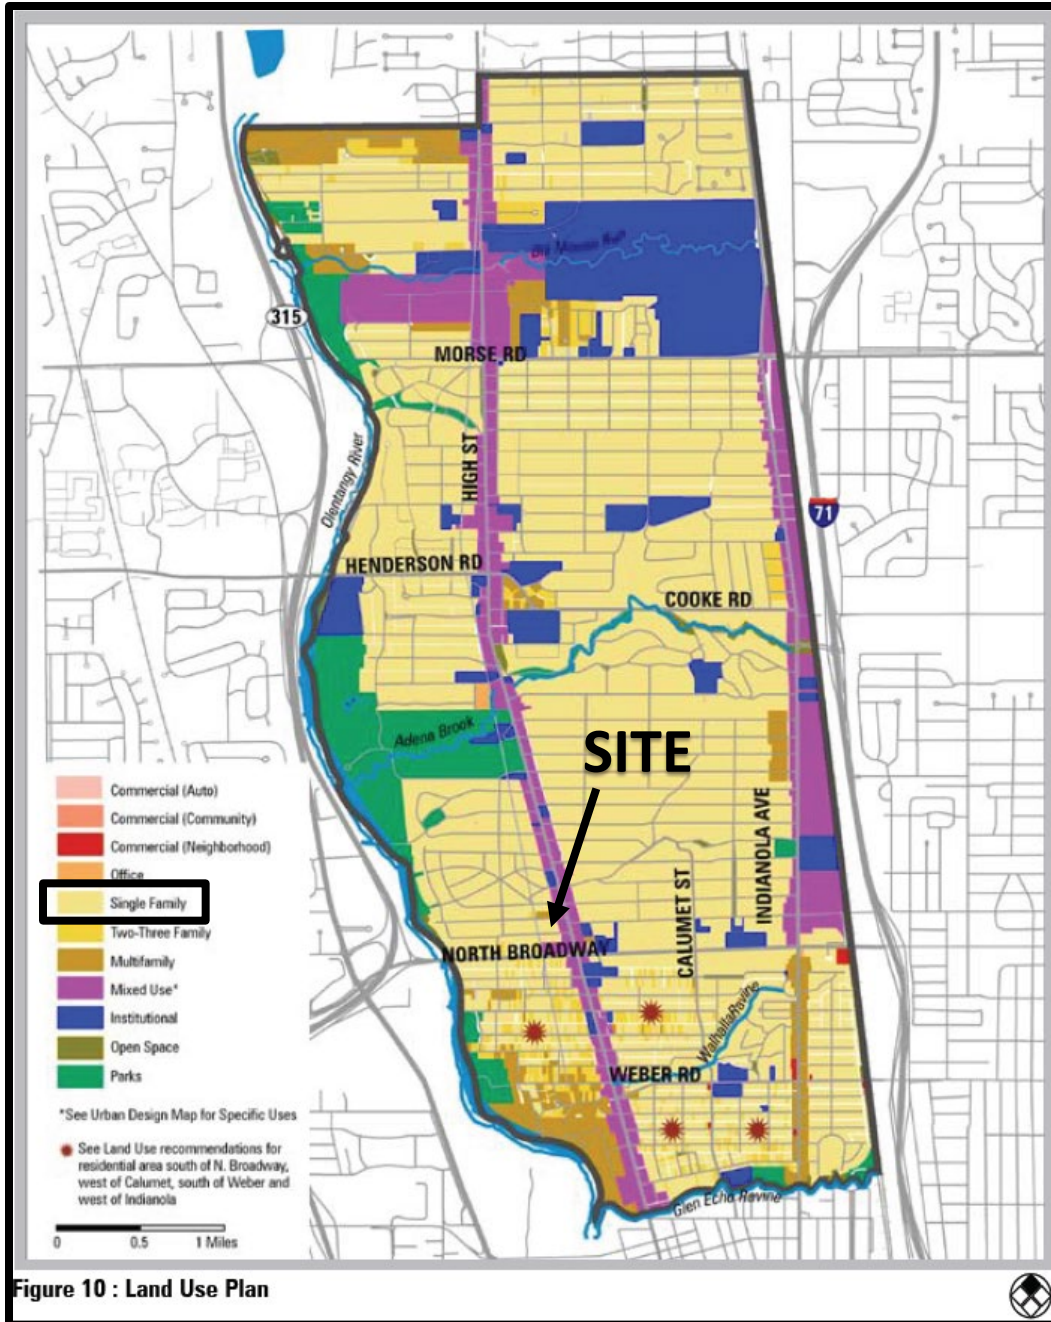 Big Moose Run
315
MORSE RD
Olentangy River
HIGH ST
71
HENDERSON RD
COOKE RD
Adena Brook
SITE
INDIANOLA AVE
CALUMET ST
NORTH BROADWAY
Walhalla Ravine
WEBER RD
Glen Echo Ravine
Commercial (Auto)
Commercial (Community)
Commercial (Neighborhood)
Office
Single Family
Two-Three Family
Multifamily
Mixed Use*
Institutional
Open Space
Parks
*See Urban Design Map for Specific Uses
See Land Use recommendations for
residential area south of N. Broadway,
west of Calumet, south of Weber and
west of Indianola
0 0.5 1 Miles
Figure 10 : Land Use Plan